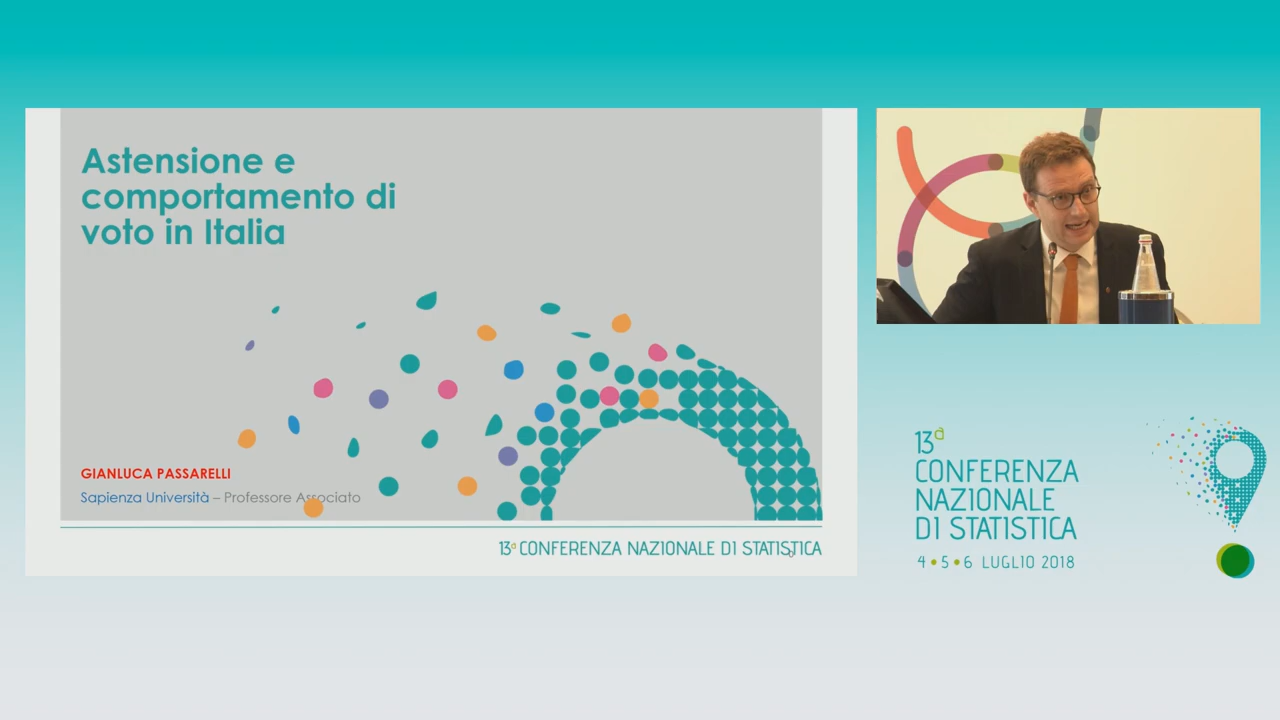 Astensione e
comportamento di
voto in Italia
GIANLUCA PASSARELLI
Sapienza Università – Professore Associato
13ª CONFERENZA NAZIONALE DI STATISTICA
13ª
CONFERENZA
NAZIONALE
DI STATISTICA
4 • 5 • 6 LUGLIO 2018